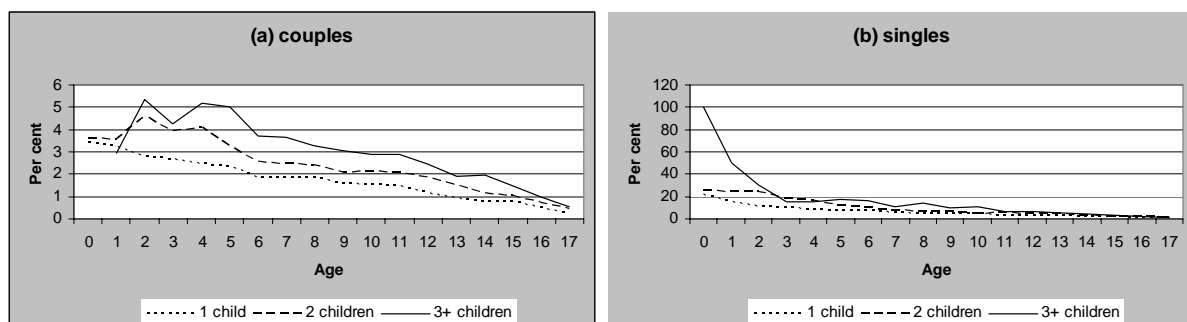 (a) couples
6
5
4
3
2
1
0
Per cent
0 1 2 3 4 5 6 7 8 9 10 11 12 13 14 15 16 17
Age
1 child 2 children 3+ children
(b) singles
120
100
80
60
40
20
0
Per cent
0 1 2 3 4 5 6 7 8 9 10 11 12 13 14 15 16 17
Age
1 child 2 children 3+ children